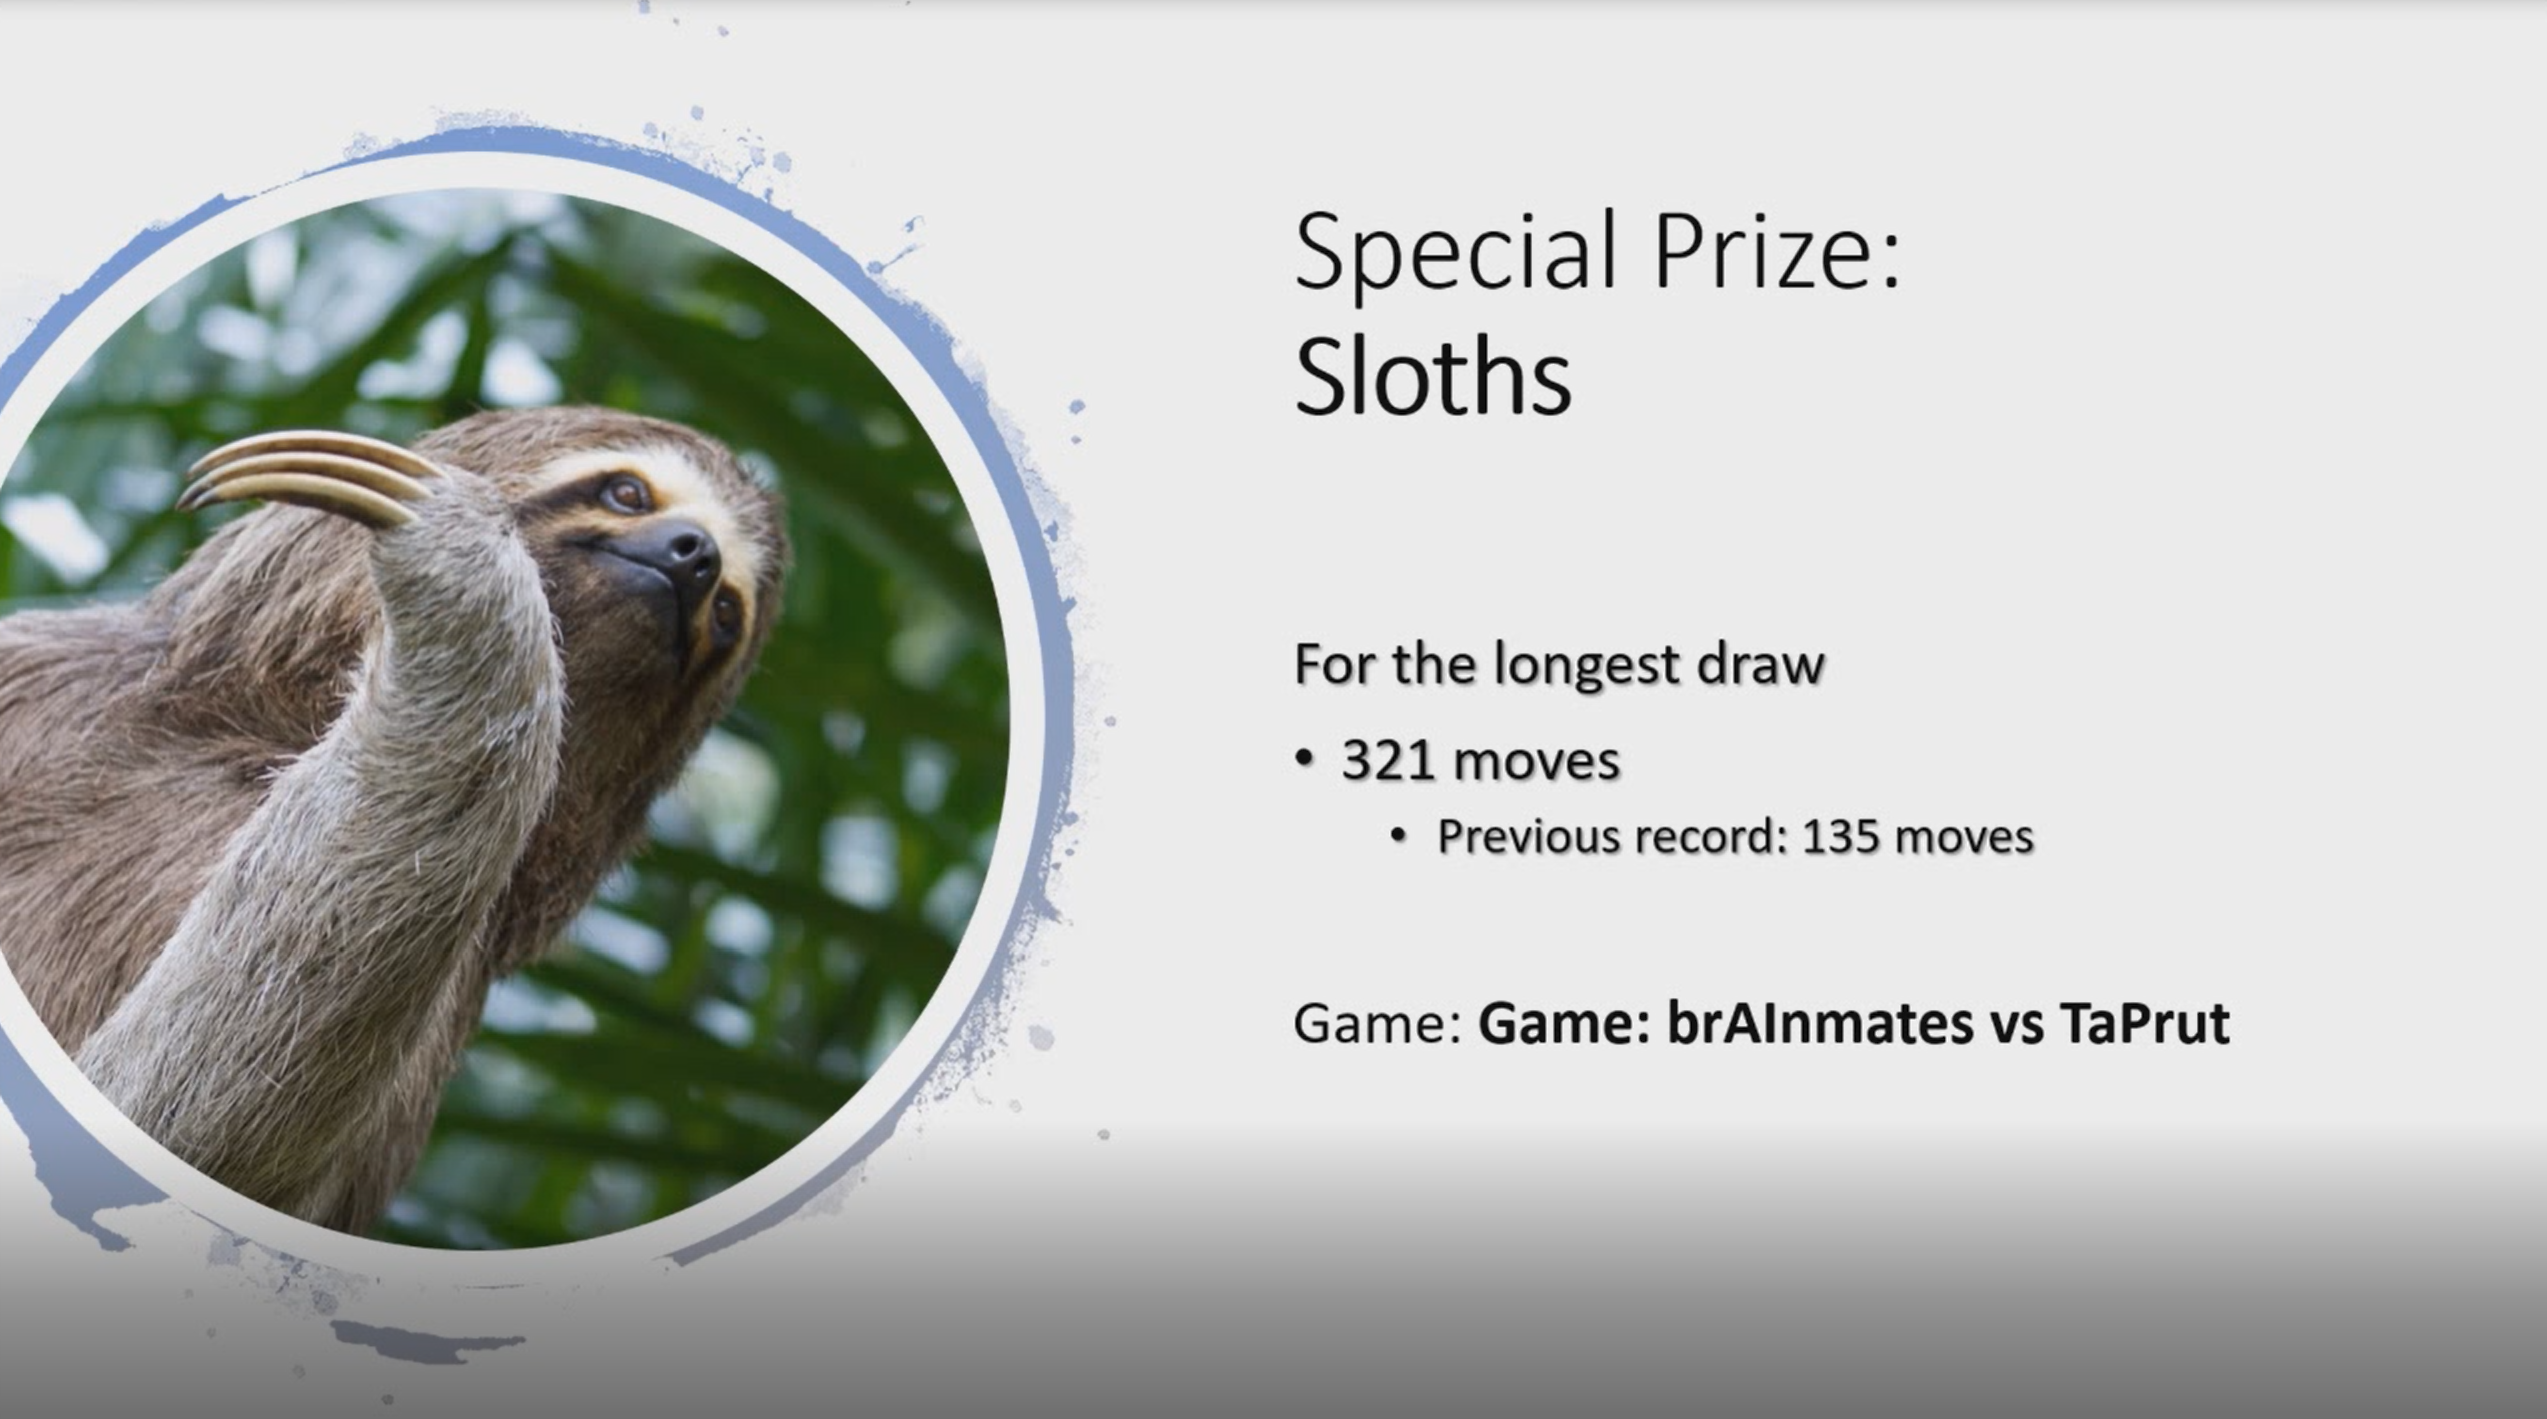 Special Prize:
Sloths
For the longest draw
• 321 moves
• Previous record: 135 moves
Game: Game: brAInmates vs TaPrut